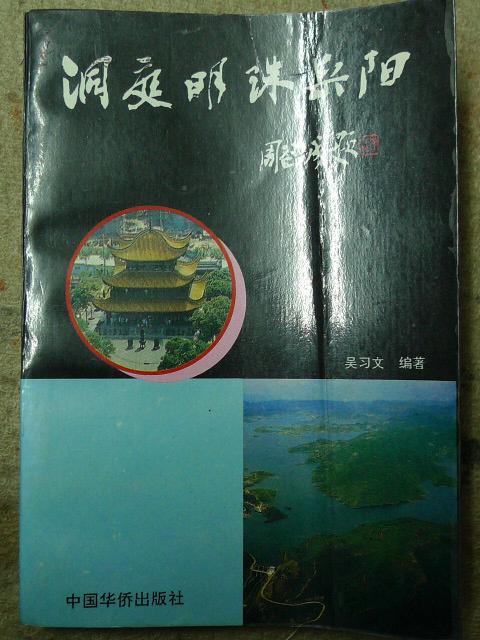 洞庭明珠岳阳
吴习文 编著
中国华侨出版社